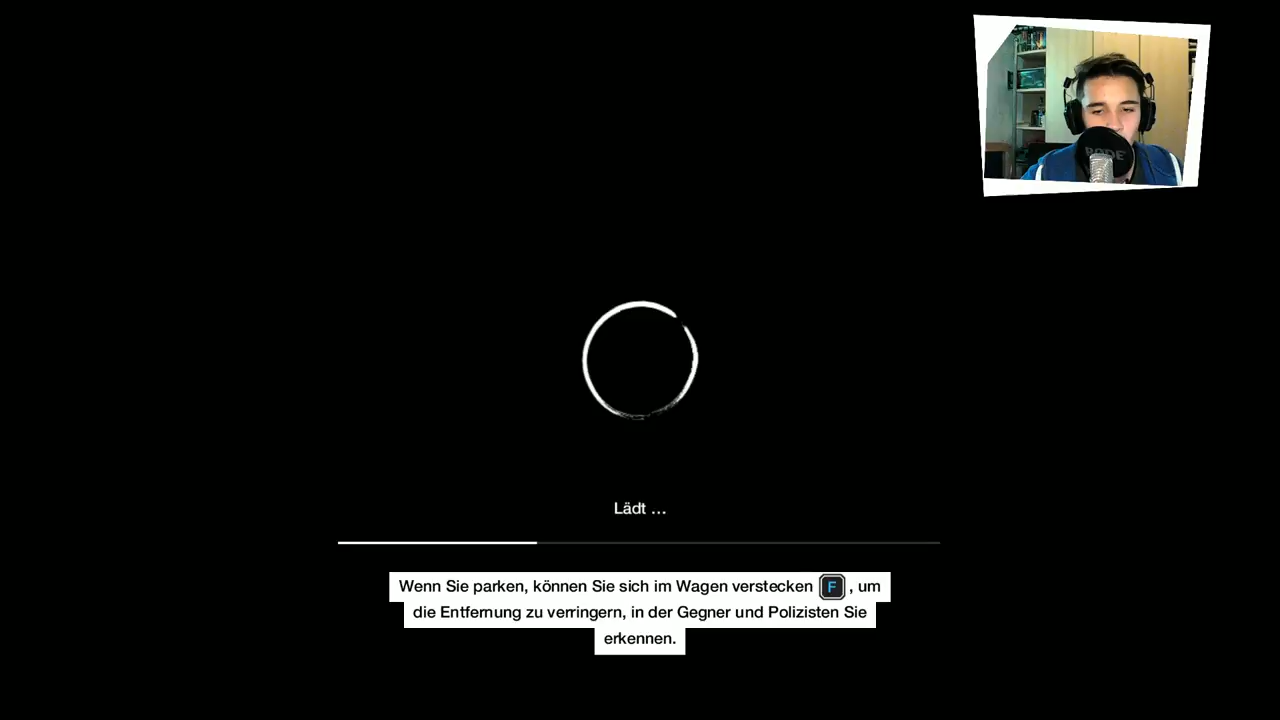 RODE
Lädt ...
Wenn Sie parken, können Sie sich im Wagen verstecken F , um
die Entfernung zu verringern, in der Gegner und Polizisten Sie
erkennen.